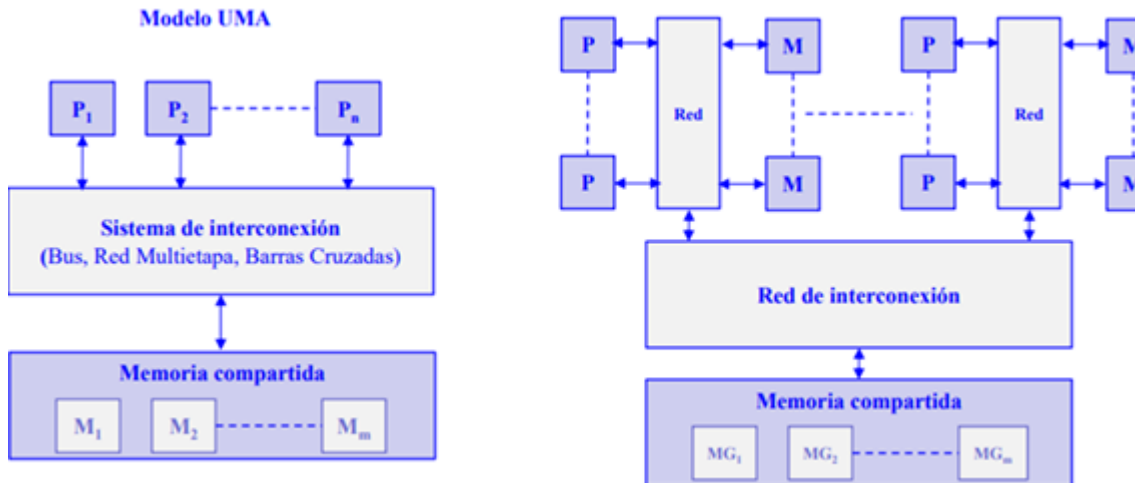 Modelo UMA
P1 P2 Pn
Sistema de interconexión
(Bus, Red Multietapa, Barras Cruzadas)
Memoria compartida
M1 M2 Mm
P Red M P Red M
P M P M
Red de interconexión
Memoria compartida
MG1 MG2 MGm